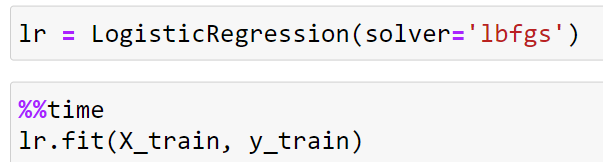 lr = LogisticRegression(solver='lbfgs')
%%time
lr.fit(X_train, y_train)